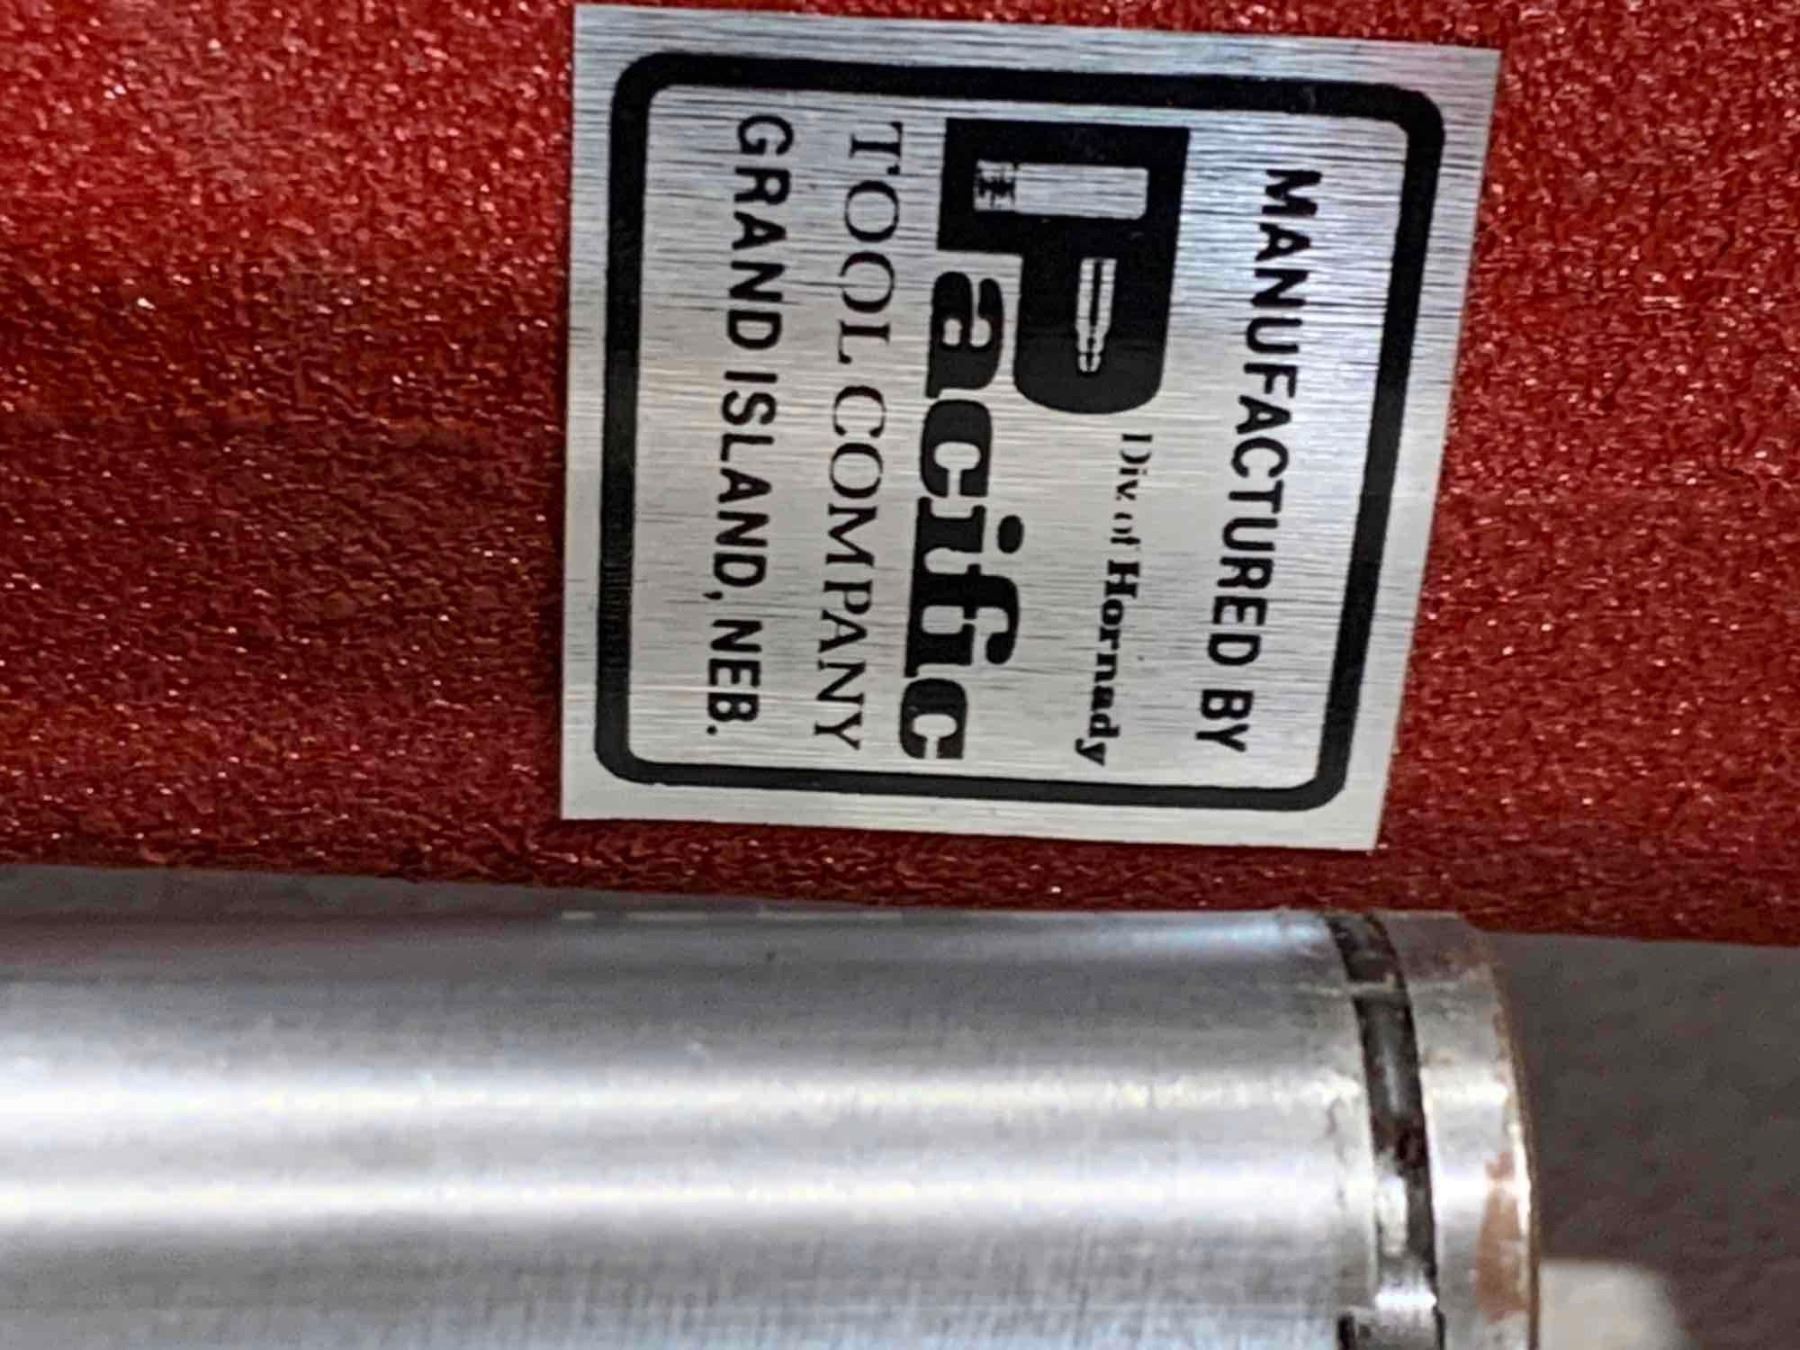 MANUFACTURED BY
Div. of Hornady
Pacific
TOOL COMPANY
GRAND ISLAND, NEB.